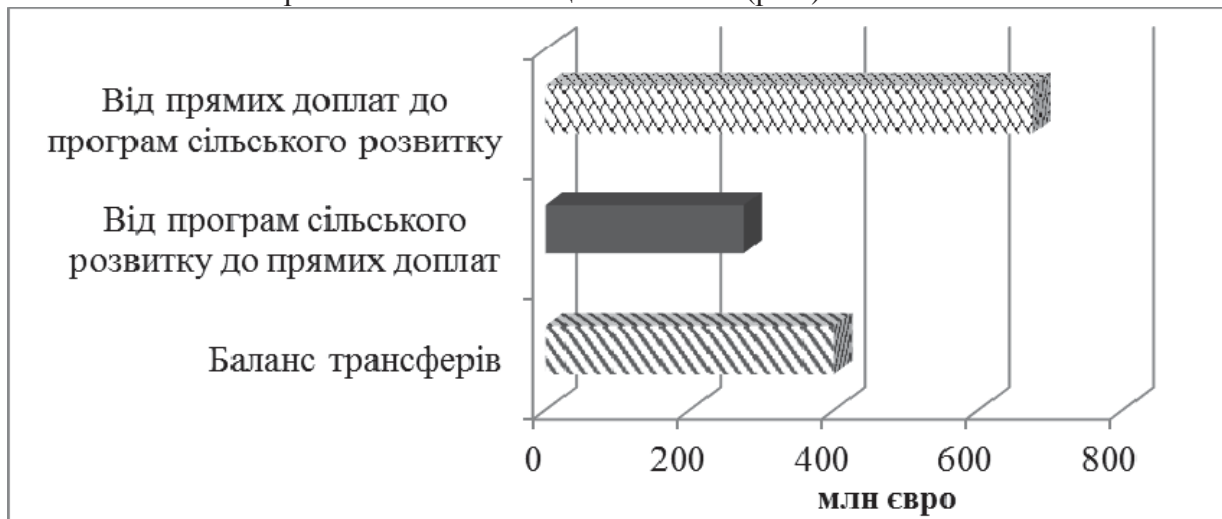 Від прямих доплат до
програм сільського розвитку
Від програм сільського
розвитку до прямих доплат
Баланс трансферів
0 200 400 600 800
млн євро